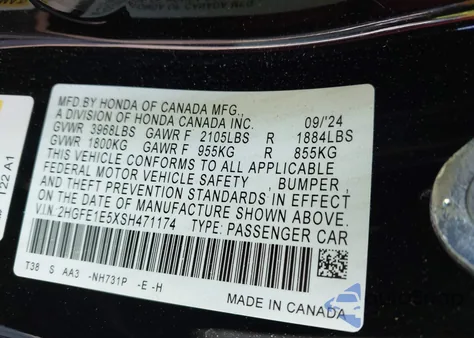 MFD.BY HONDA OF CANADA MFG.,
A DIVISION OF HONDA CANADA INC. 09/'24
GVWR 3968LBS GAWR F 2105LBS R 1884LBS
GVWR 1800KG GAWR F 955KG R 855KG
THIS VEHICLE CONFORMS TO ALL APPLICABLE
FEDERAL MOTOR VEHICLE SAFETY , BUMPER ,
AND THEFT PREVENTION STANDARDS IN EFFECT
ON THE DATE OF MANUFACTURE SHOWN ABOVE.
V.I.N. 2HGFE1E5XSH471174 TYPE: PASSENGER CAR
T38 S AA3 -NH731P -E -H
MADE IN CANADA
122 A1